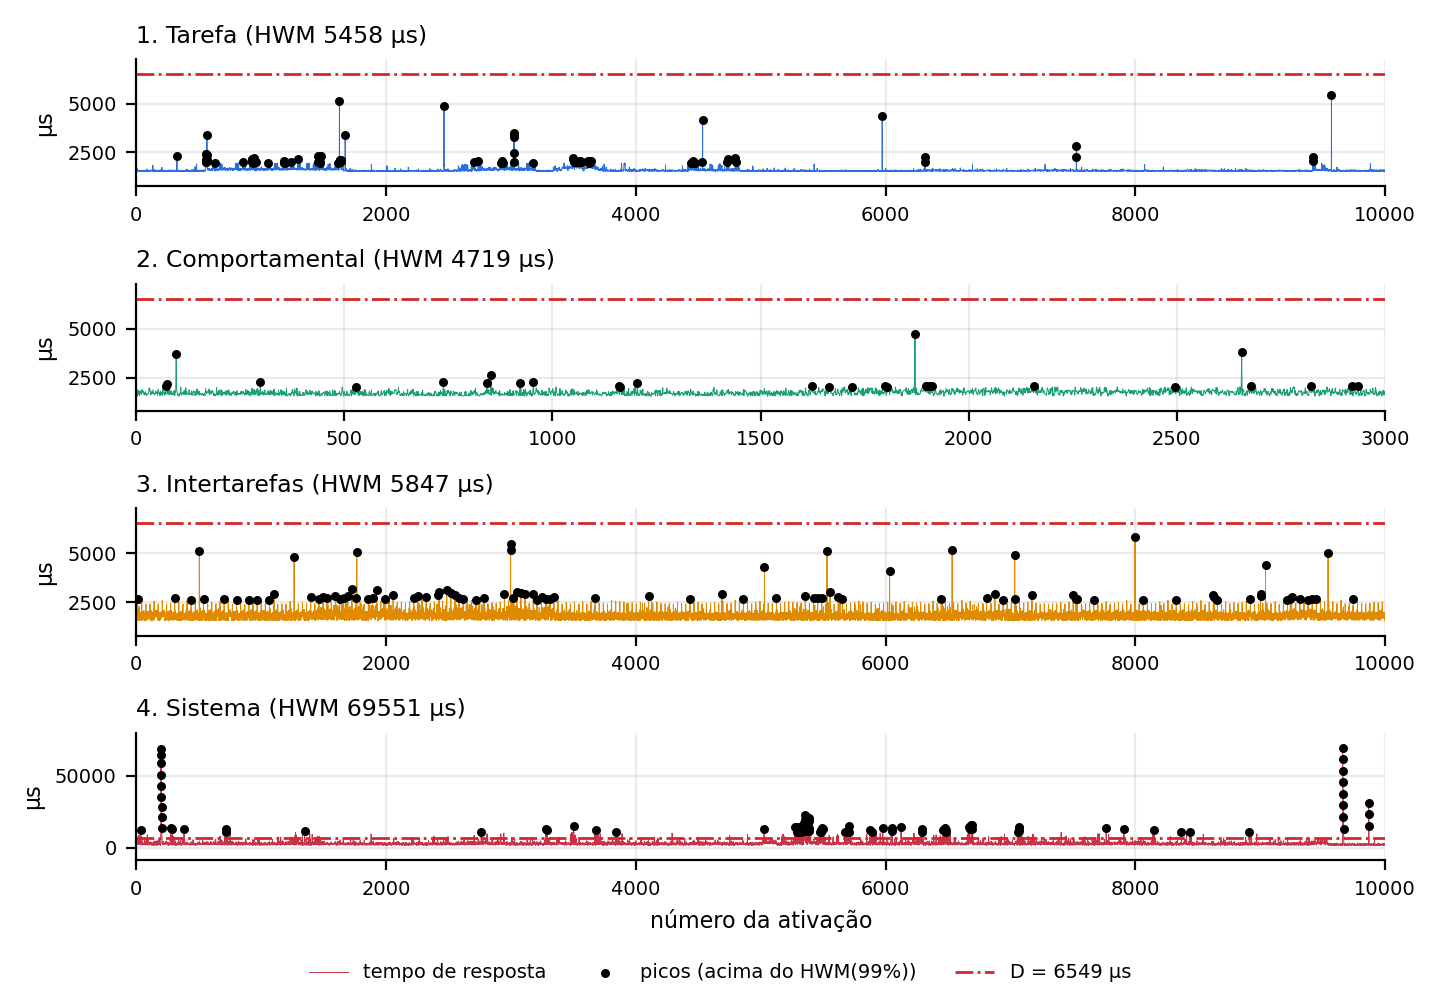 1. Tarefa (HWM 5458 µs)
µs
5000
2500
0 2000 4000 6000 8000 10000
2. Comportamental (HWM 4719 µs)
µs
5000
2500
0 500 1000 1500 2000 2500 3000
3. Intertarefas (HWM 5847 µs)
µs
5000
2500
0 2000 4000 6000 8000 10000
4. Sistema (HWM 69551 µs)
µs
50000
0
0 2000 4000 6000 8000 10000
número da ativação
tempo de resposta picos (acima do HWM(99%)) D = 6549 µs